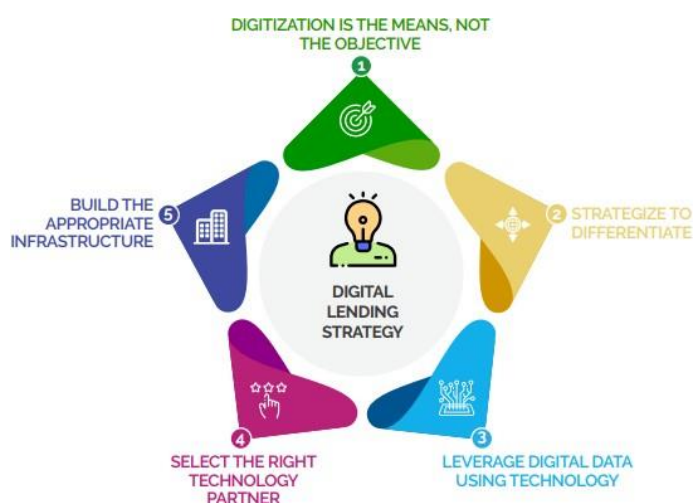 DIGITIZATION IS THE MEANS, NOT
THE OBJECTIVE
1
2 STRATEGIZE TO
DIFFERENTIATE
3
LEVERAGE DIGITAL DATA
USING TECHNOLOGY
4
SELECT THE RIGHT
TECHNOLOGY
PARTNER
BUILD THE
APPROPRIATE
INFRASTRUCTURE
5
DIGITAL
LENDING
STRATEGY